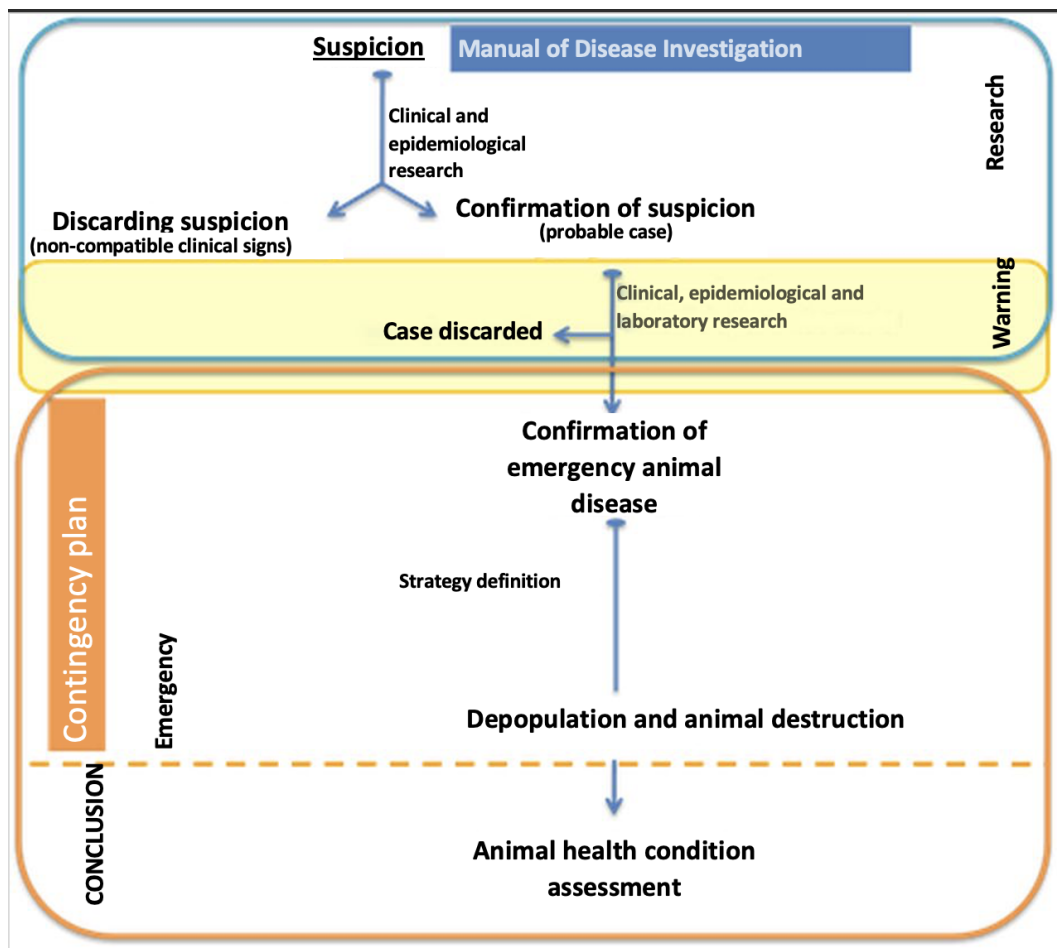 Suspicion
Manual of Disease Investigation
Research
Clinical and
epidemiological
research
Discarding suspicion
(non-compatible clinical signs)
Confirmation of suspicion
(probable case)
Warning
Clinical, epidemiological and
laboratory research
Case discarded
Confirmation of
emergency animal
disease
Contingency plan
Strategy definition
Emergency
Depopulation and animal destruction
CONCLUSION
Animal health condition
assessment